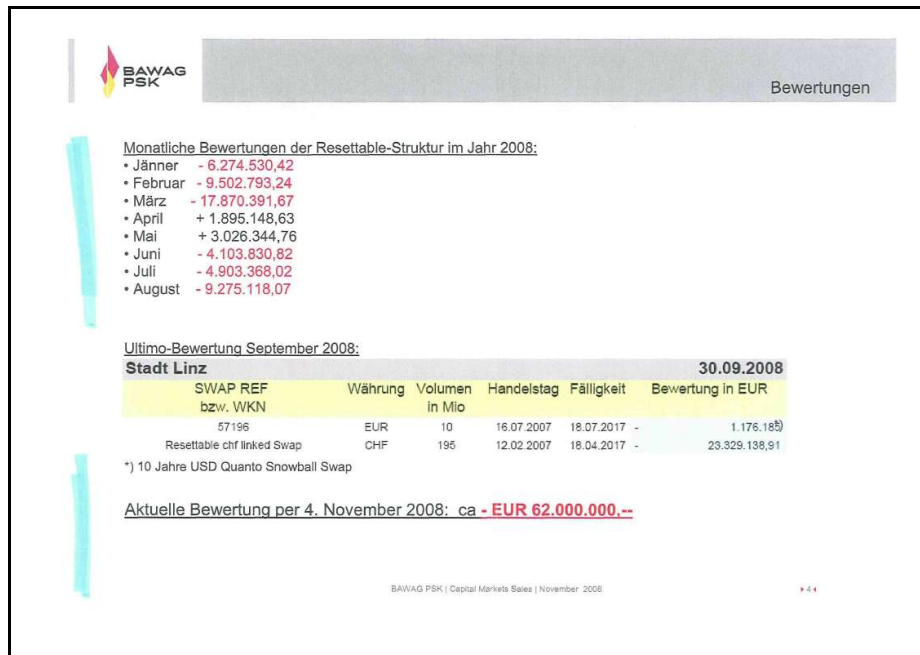 BAWAG
PSK
Bewertungen
Monatliche Bewertungen der Resettable-Struktur im Jahr 2008:
• Jänner - 6.274.530,42
• Februar - 9.502.793,24
• März - 17.870.391,67
• April + 1.895.148,63
• Mai + 3.026.344,76
• Juni - 4.103.830,82
• Juli - 4.903.368,02
• August - 9.275.118,07
Ultimo-Bewertung September 2008:
Stadt Linz 30.09.2008
SWAP REF Währung Volumen Handelstag Fälligkeit Bewertung in EUR
bzw. WKN in Mio
57196 EUR 10 16.07.2007 18.07.2017 - 1.176.185 *)
Resettable chf linked Swap CHF 195 12.02.2007 18.04.2017 - 23.329.138,91
*) 10 Jahre USD Quanto Snowball Swap
Aktuelle Bewertung per 4. November 2008: ca - EUR 62.000.000,--
BAWAG PSK | Capital Markets Sales | November 2008
4